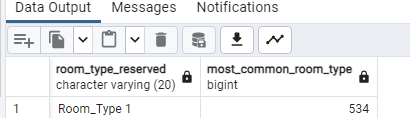 Data Output Messages Notifications
room_type_reserved most_common_room_type
character varying (20) bigint
1 Room_Type 1 534